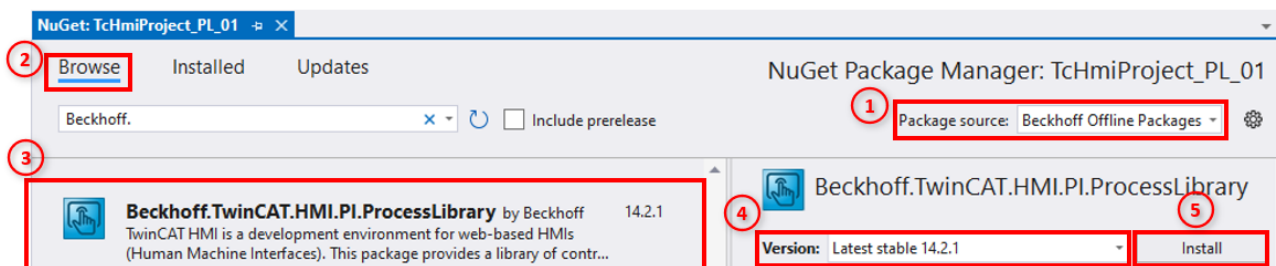 NuGet: TcHmiProject_PL_01
2
Browse
Installed
Updates
NuGet Package Manager: TcHmiProject_PL_01
1
Beckhoff.
Include prerelease
Package source: Beckhoff Offline Packages
3
Beckhoff.TwinCAT.HMI.PI.ProcessLibrary by Beckhoff 14.2.1
TwinCAT HMI is a development environment for web-based HMIs
(Human Machine Interfaces). This package provides a library of contr...
Beckhoff.TwinCAT.HMI.PI.ProcessLibrary
4
5
Version: Latest stable 14.2.1
Install